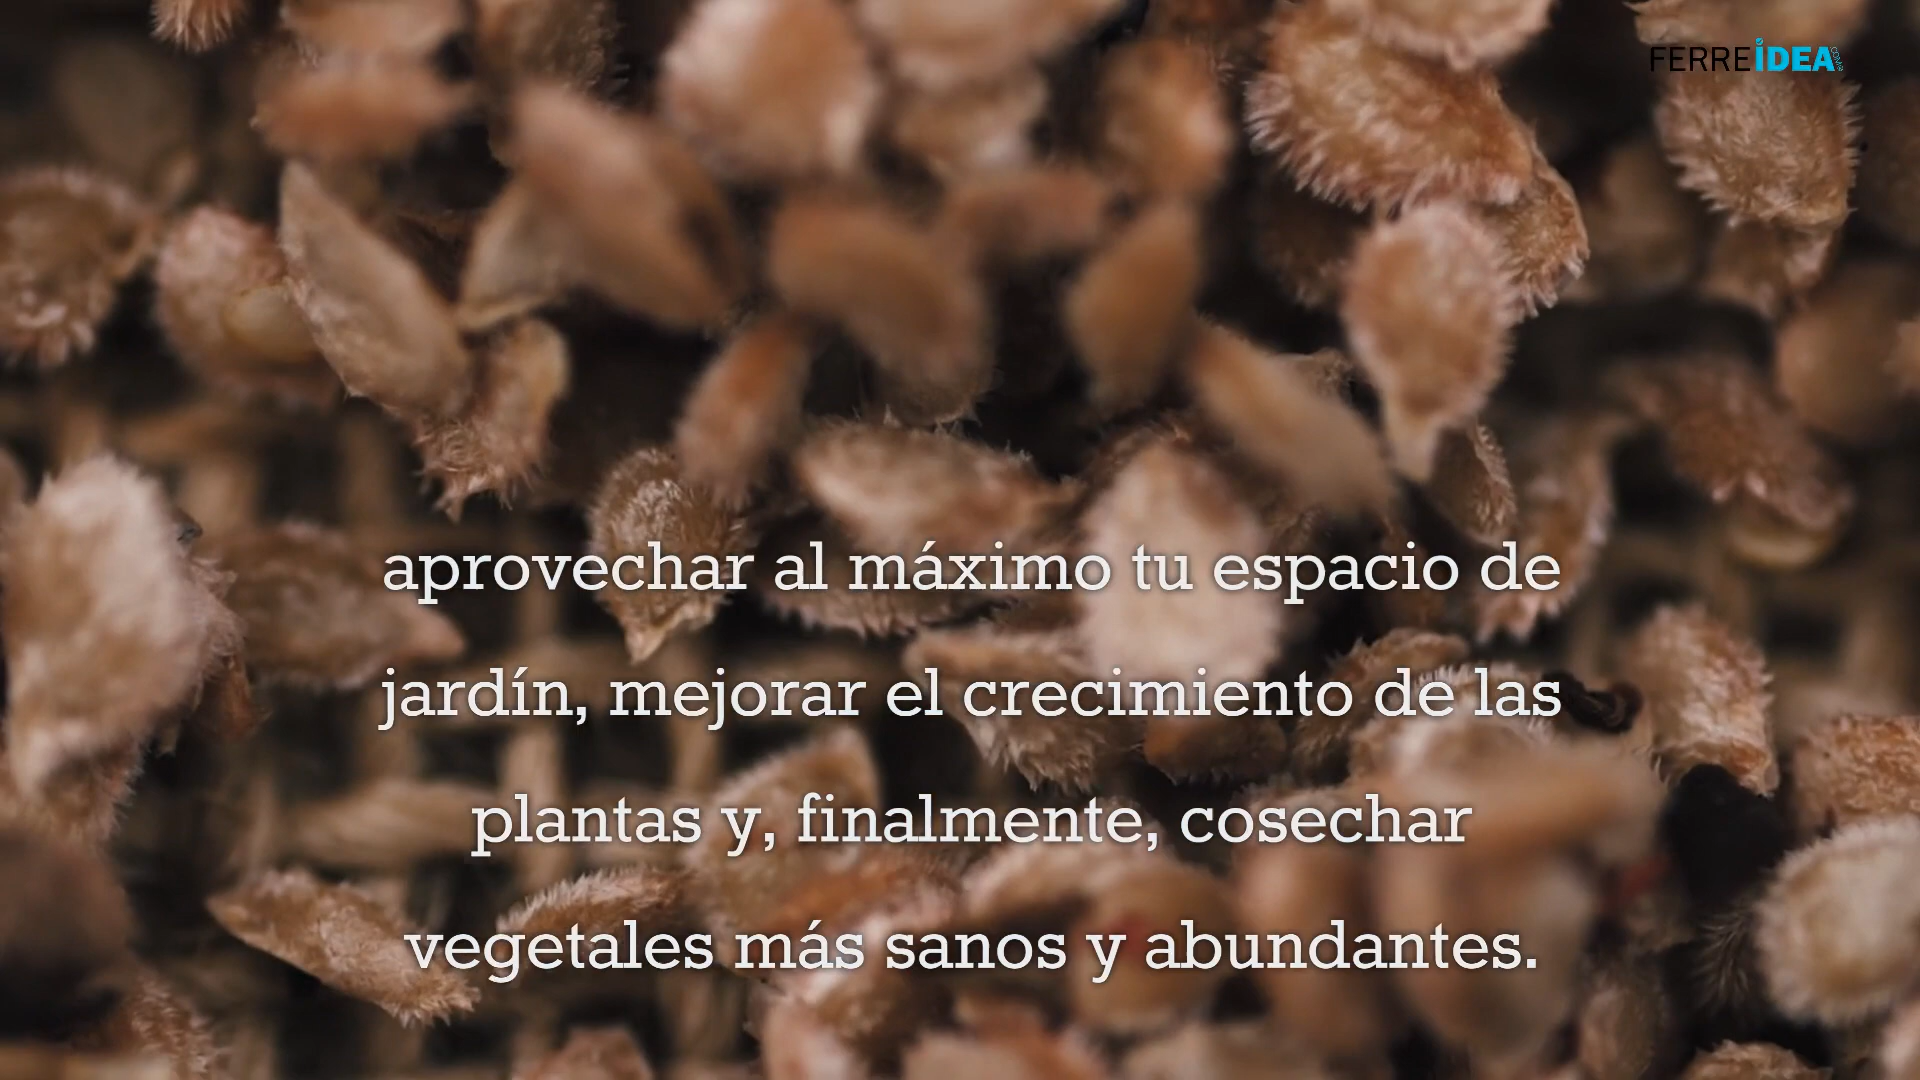 FERREiDEA
aprovechar al máximo tu espacio de
jardín, mejorar el crecimiento de las
plantas y, finalmente, cosechar
vegetales más sanos y abundantes.